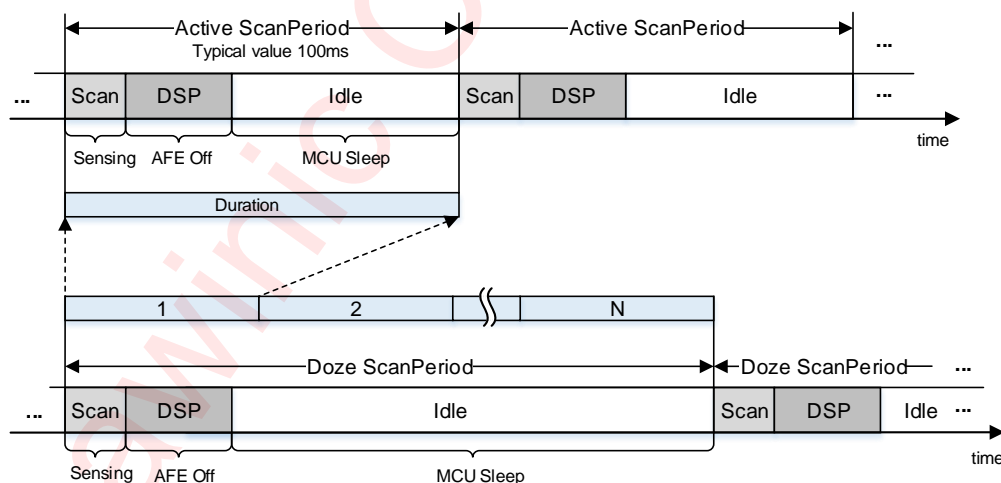 Active ScanPeriod
Active ScanPeriod
Typical value 100ms
...
... Scan DSP Idle Scan DSP Idle ...
time
Sensing AFE Off MCU Sleep
Duration
1 2 N
Doze ScanPeriod
Doze ScanPeriod ...
... Scan DSP Idle Scan DSP Idle ...
time
Sensing AFE Off MCU Sleep
awinic C